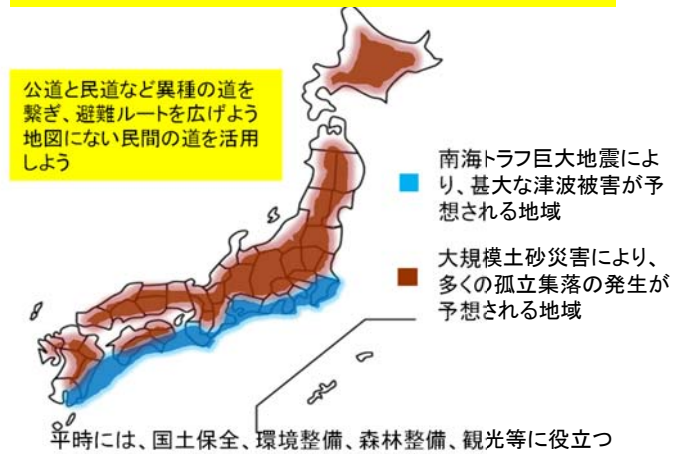 公道と民道など異種の道を
繋ぎ、避難ルートを広げよう
地図にない民間の道を活用
しよう
南海トラフ巨大地震によ
り、甚大な津波被害が予
想される地域
大規模土砂災害により、
多くの孤立集落の発生が
予想される地域
平時には、国土保全、環境整備、森林整備、観光等に役立つ